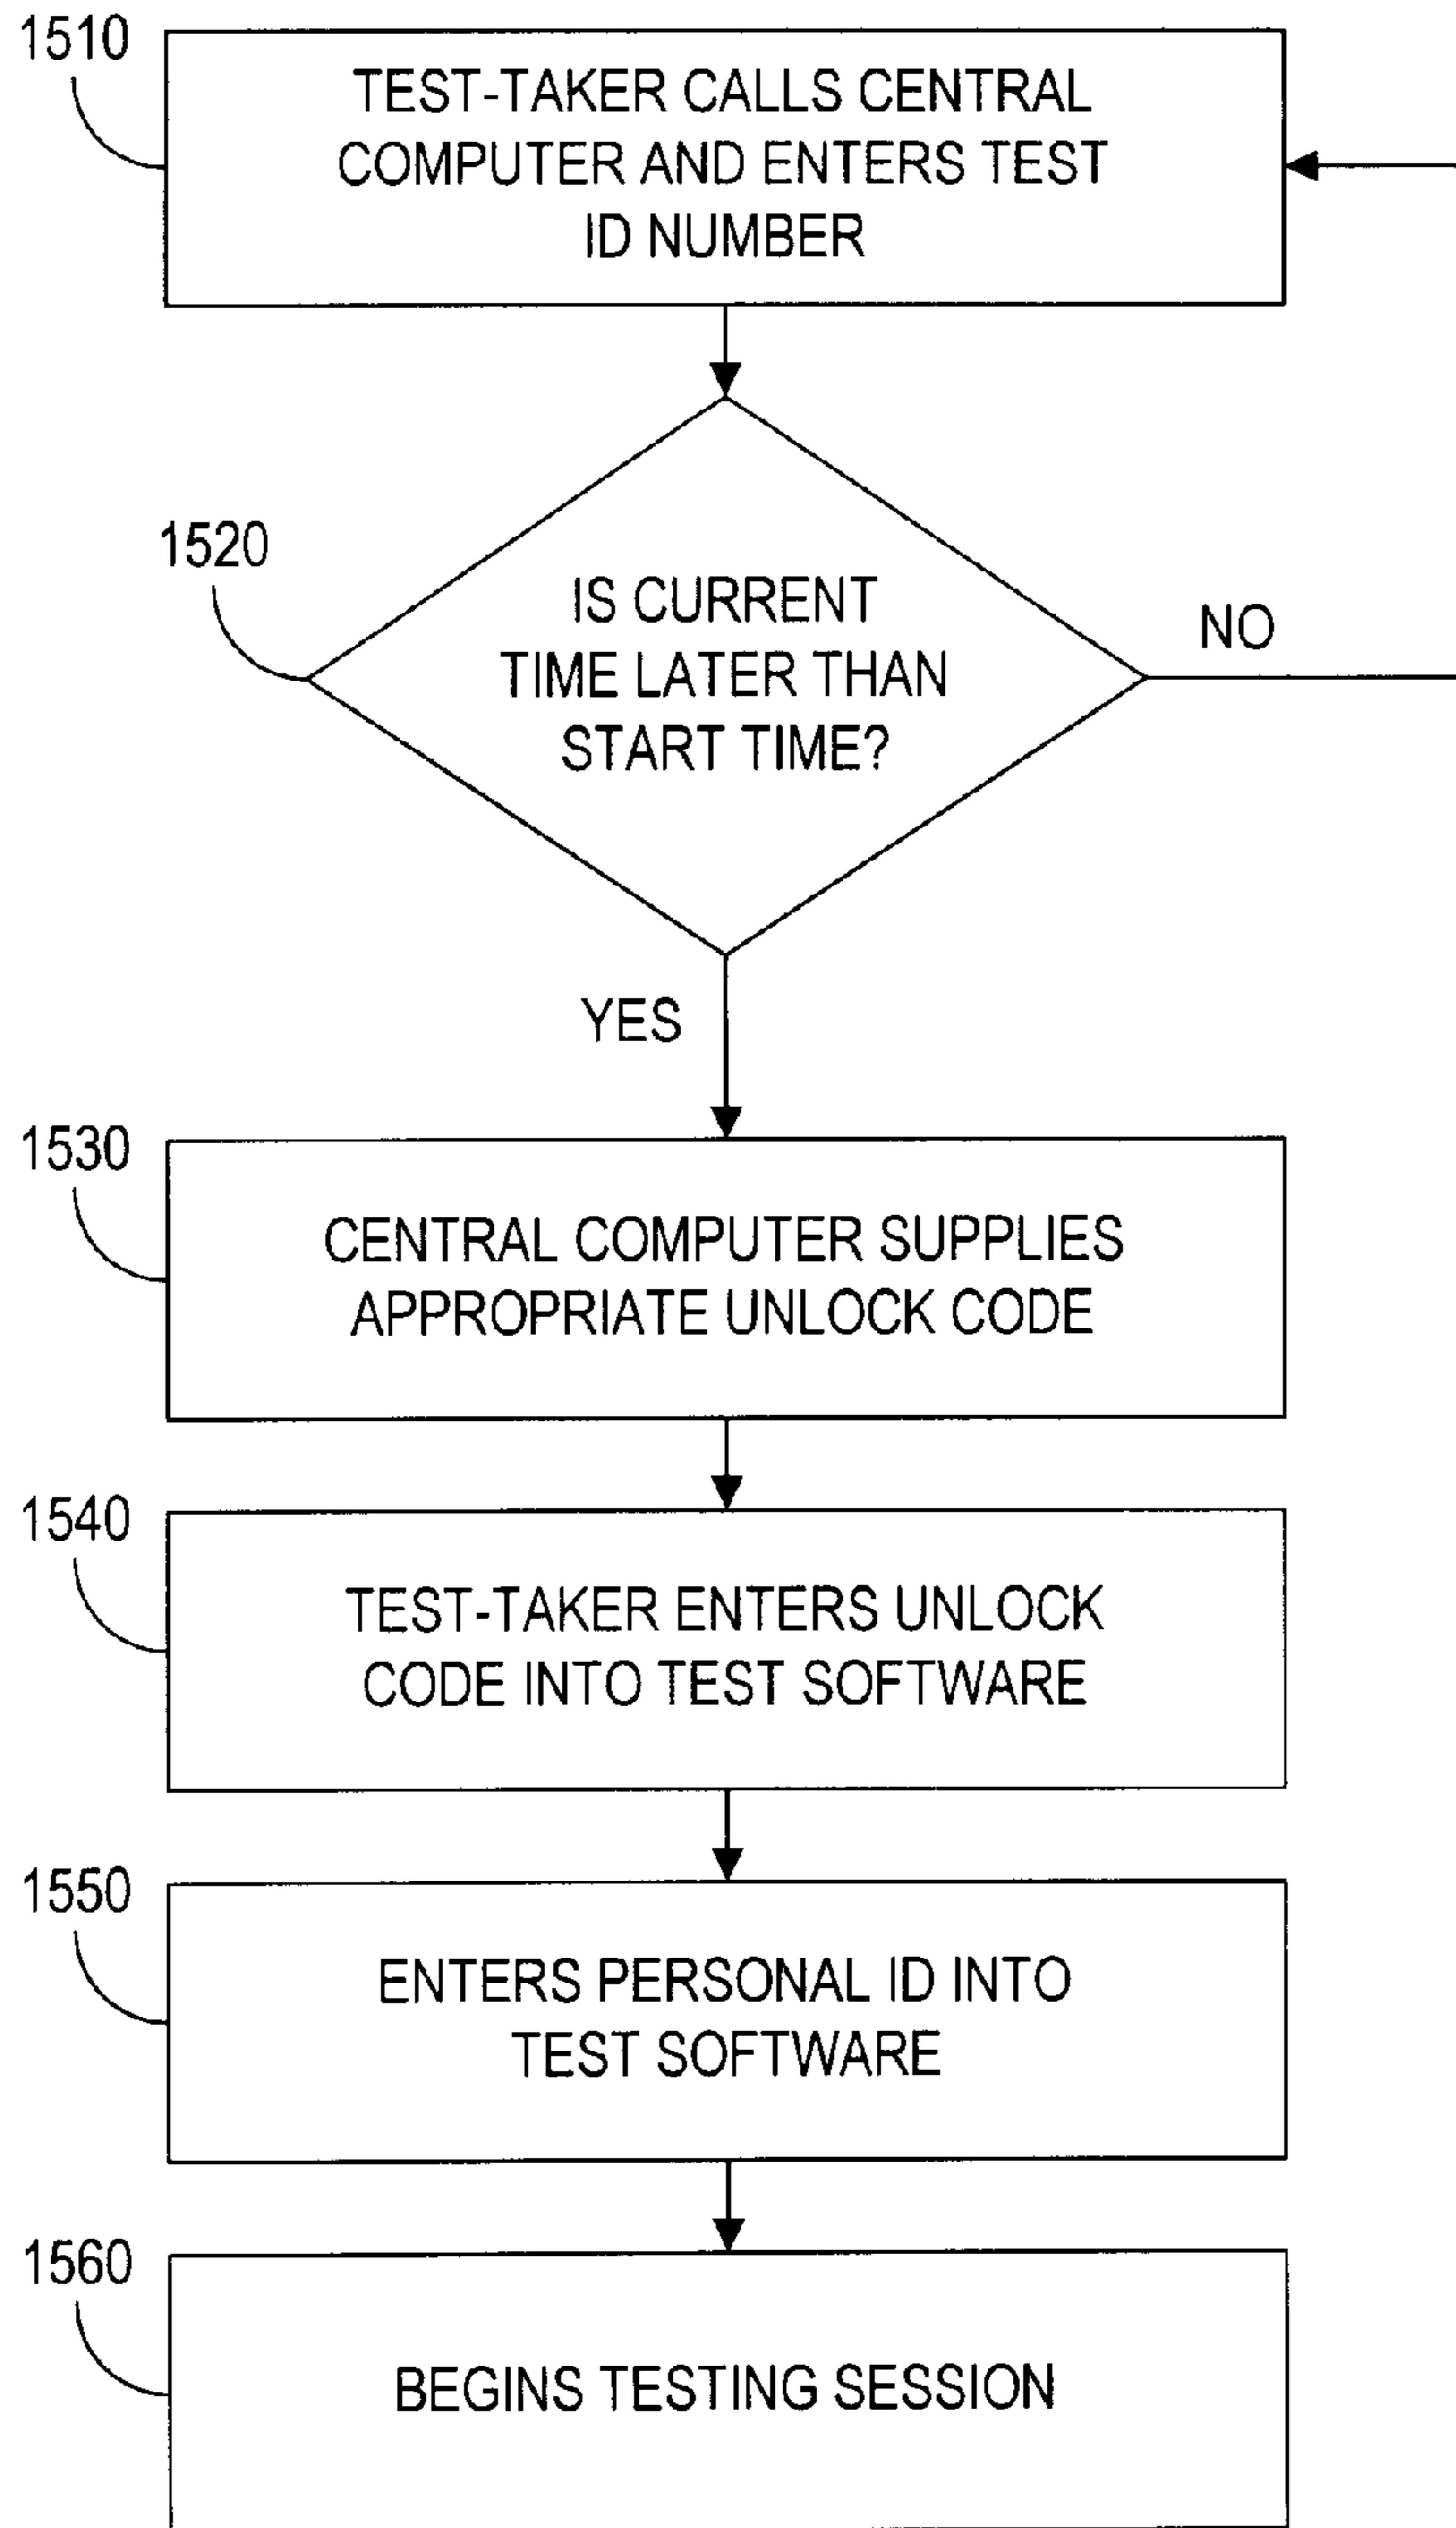 1510
TEST-TAKER CALLS CENTRAL
COMPUTER AND ENTERS TEST
ID NUMBER
1520
IS CURRENT
TIME LATER THAN
START TIME?
NO
YES
1530
CENTRAL COMPUTER SUPPLIES
APPROPRIATE UNLOCK CODE
1540
TEST-TAKER ENTERS UNLOCK
CODE INTO TEST SOFTWARE
1550
ENTERS PERSONAL ID INTO
TEST SOFTWARE
1560
BEGINS TESTING SESSION